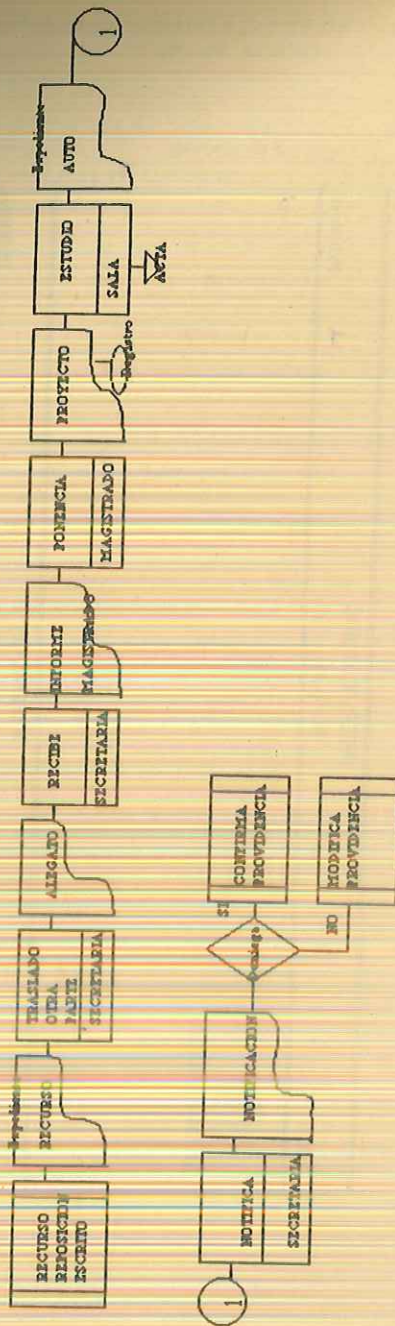 RECURSO
REPOSICION
ESCRITO
Expediente
RECURSO
TRASLADO
OTRA
PARTE
SECRETARIA
ALEGATO
RECIBE
SECRETARIA
INFORME
MAGISTRADO
PONENCIA
MAGISTRADO
PROYECTO
Registro
ESTUDIO
SALA
ACTA
Expediente
AUTO
1
1
NOTIFICA
SECRETARIA
NOTIFICACION
Deniega
SI
CONFIRMA
PROVIDENCIA
NO
MODIFICA
PROVIDENCIA